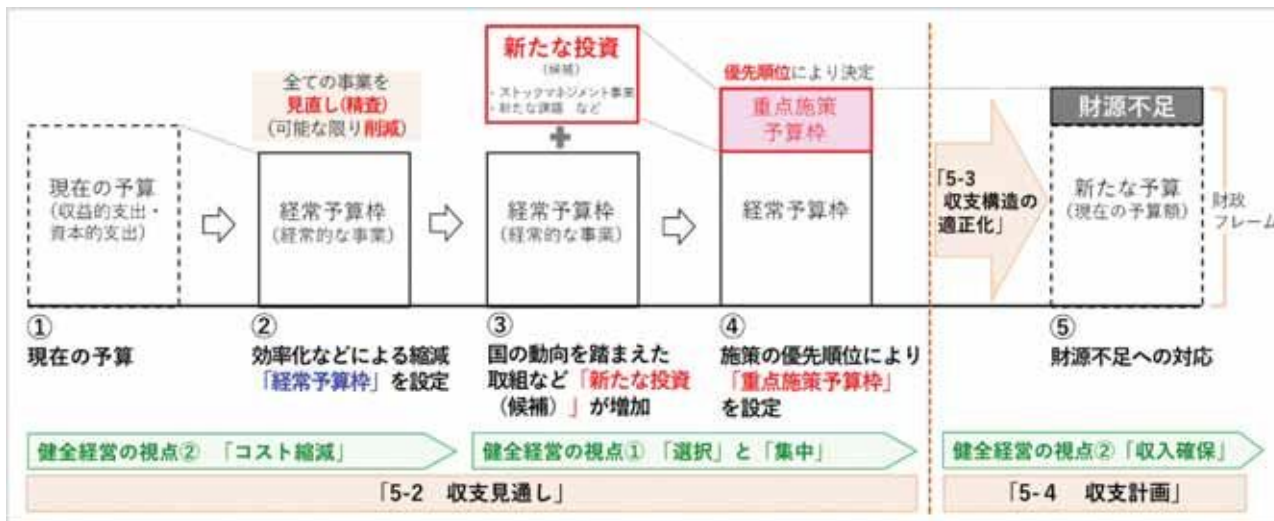 新たな投資
(候補)
・ストックマネジメント事業
・新たな課題 など
全ての事業を
見直し(精査)
(可能な限り削減)
優先順位により決定
重点施策
予算枠
財源不足
現在の予算
(収益的支出・
資本的支出)
経常予算枠
(経常的な事業)
経常予算枠
(経常的な事業)
経常予算枠
「5-3
収支構造の
適正化」
新たな予算
(現在の予算額)
財政
フレーム
①
現在の予算
②
効率化などによる縮減
「経常予算枠」を設定
③
国の動向を踏まえた
取組など「新たな投資
(候補)」が増加
④
施策の優先順位により
「重点施策予算枠」
を設定
⑤
財源不足への対応
健全経営の視点② 「コスト縮減」
健全経営の視点① 「選択」と「集中」
健全経営の視点② 「収入確保」
「5-2 収支見通し」
「5-4 収支計画」